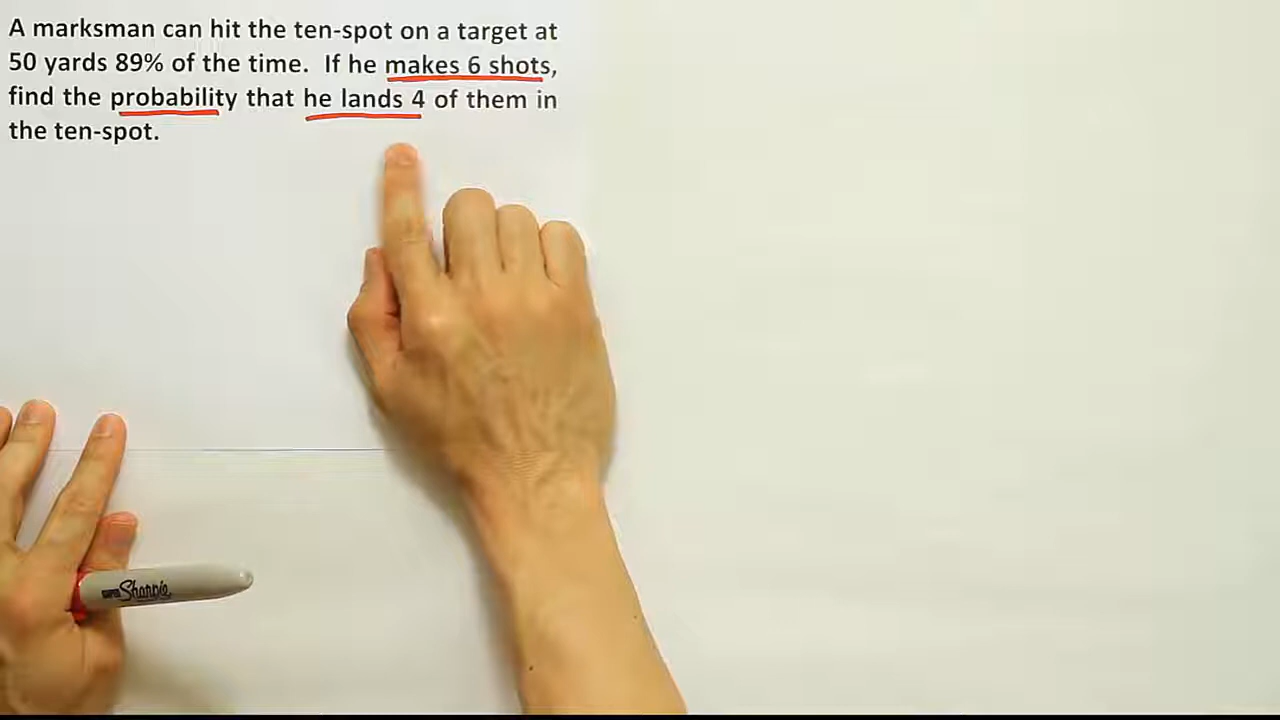 A marksman can hit the ten-spot on a target at
50 yards 89% of the time. If he makes 6 shots,
find the probability that he lands 4 of them in
the ten-spot.
Sharpie